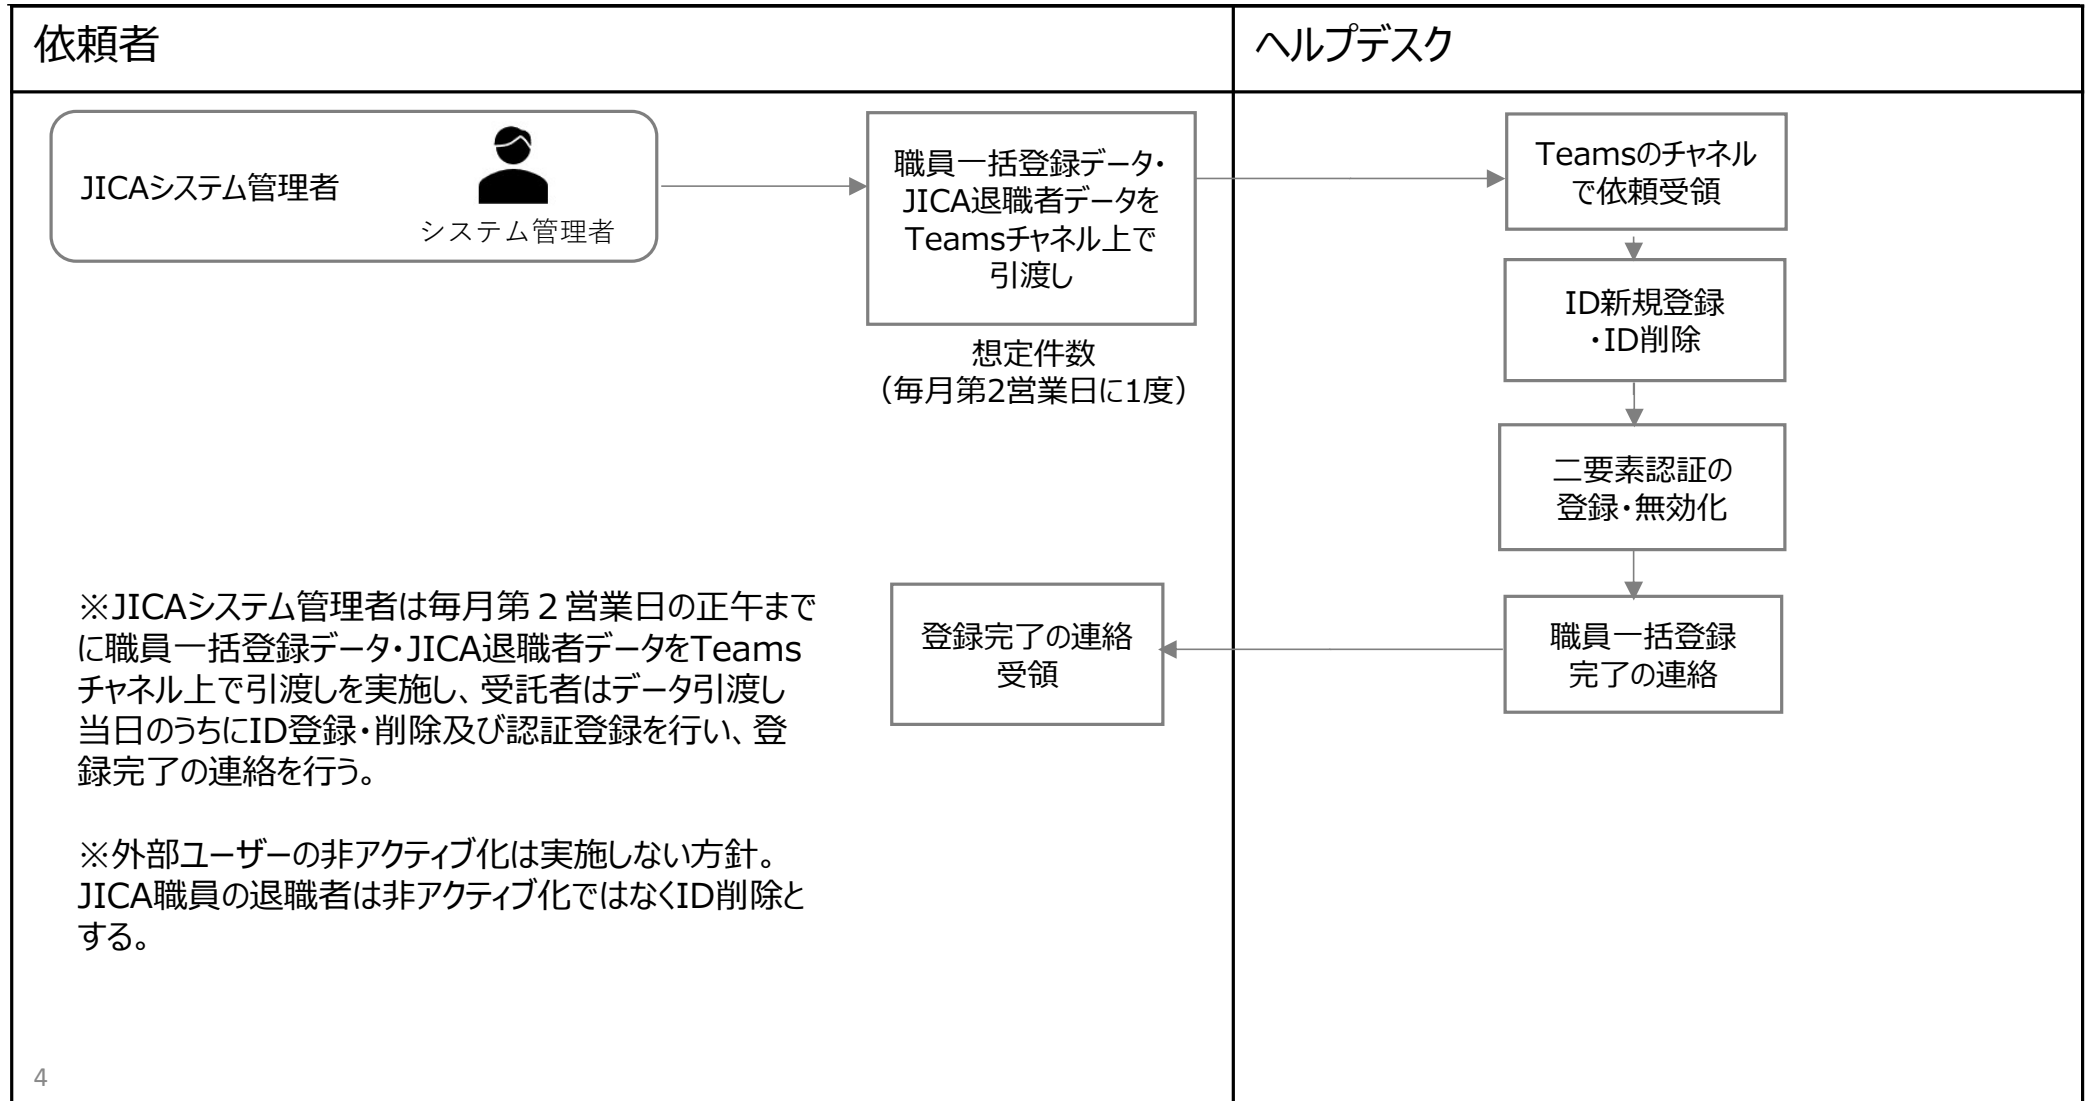 依頼者
ヘルプデスク
JICAシステム管理者
システム管理者
職員一括登録データ・
JICA退職者データを
Teamsチャネル上で
引渡し
想定件数
（毎月第2営業日に1度）
Teamsのチャネル
で依頼受領
ID新規登録
・ID削除
二要素認証の
登録・無効化
職員一括登録
完了の連絡
登録完了の連絡
受領
※JICAシステム管理者は毎月第２営業日の正午まで
に職員一括登録データ・JICA退職者データをTeams
チャネル上で引渡しを実施し、受託者はデータ引渡し
当日のうちにID登録・削除及び認証登録を行い、登
録完了の連絡を行う。
※外部ユーザーの非アクティブ化は実施しない方針。
JICA職員の退職者は非アクティブ化ではなくID削除と
する。
4